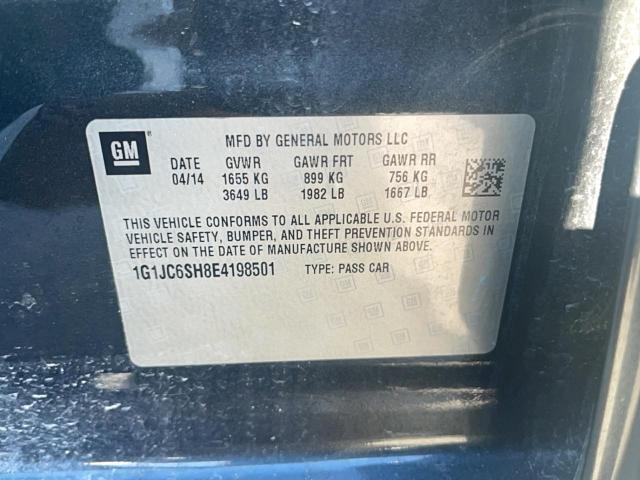 GM
MFD BY GENERAL MOTORS LLC
DATE GVWR GAWR FRT GAWR RR
04/14 1655 KG 899 KG 756 KG
3649 LB 1982 LB 1667 LB
THIS VEHICLE CONFORMS TO ALL APPLICABLE U.S. FEDERAL MOTOR
VEHICLE SAFETY, BUMPER, AND THEFT PREVENTION STANDARDS IN
EFFECT ON THE DATE OF MANUFACTURE SHOWN ABOVE.
1G1JC6SH8E4198501 TYPE: PASS CAR